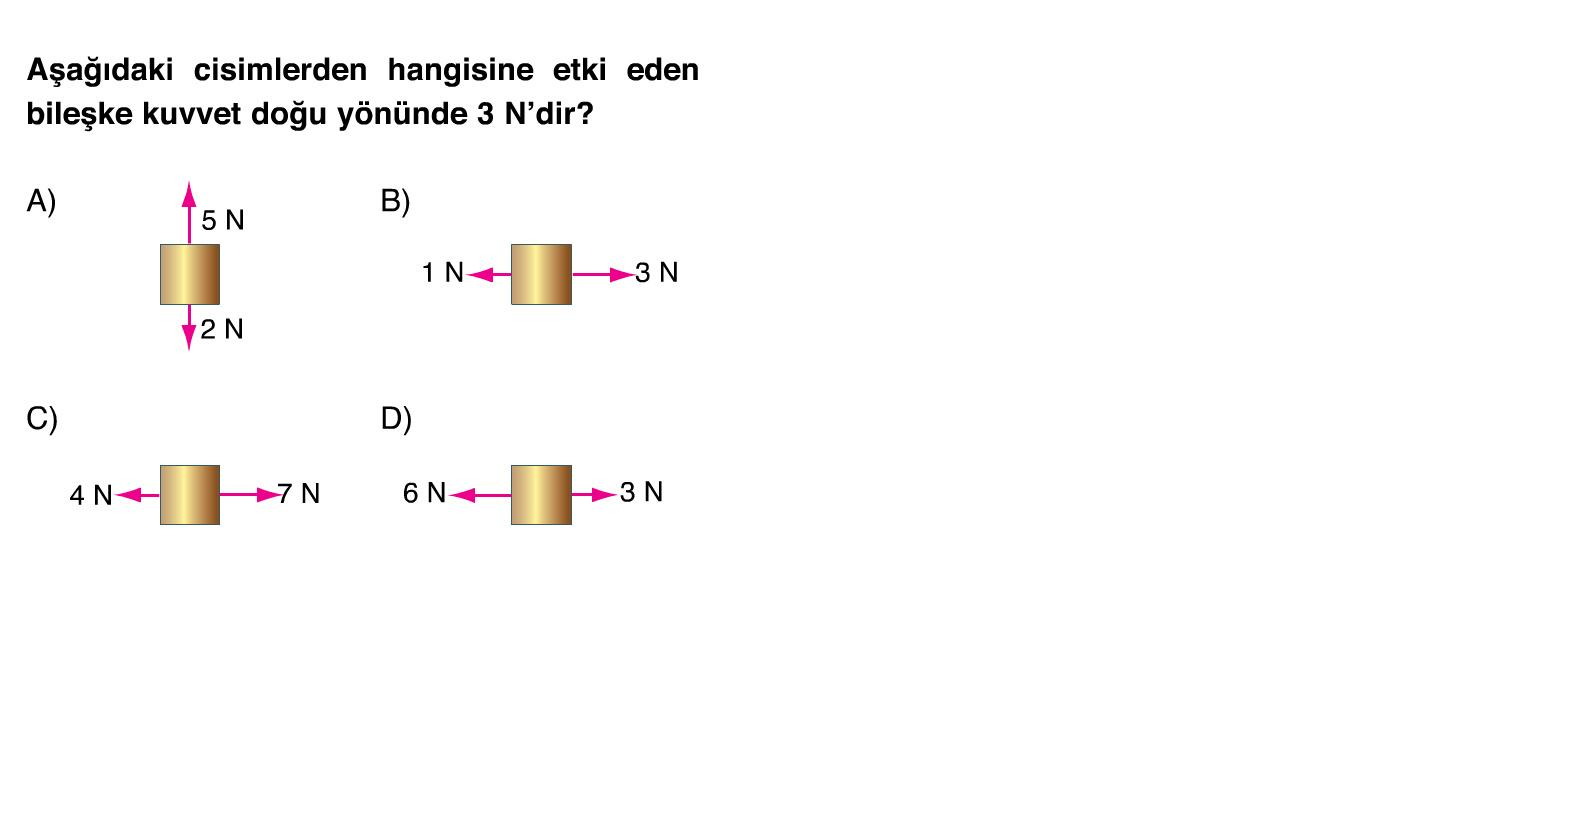 Aşağıdaki cisimlerden hangisine etki eden
bileşke kuvvet doğu yönünde 3 N’dir?
A)
5 N
2 N
B)
1 N
3 N
C)
4 N
7 N
D)
6 N
3 N